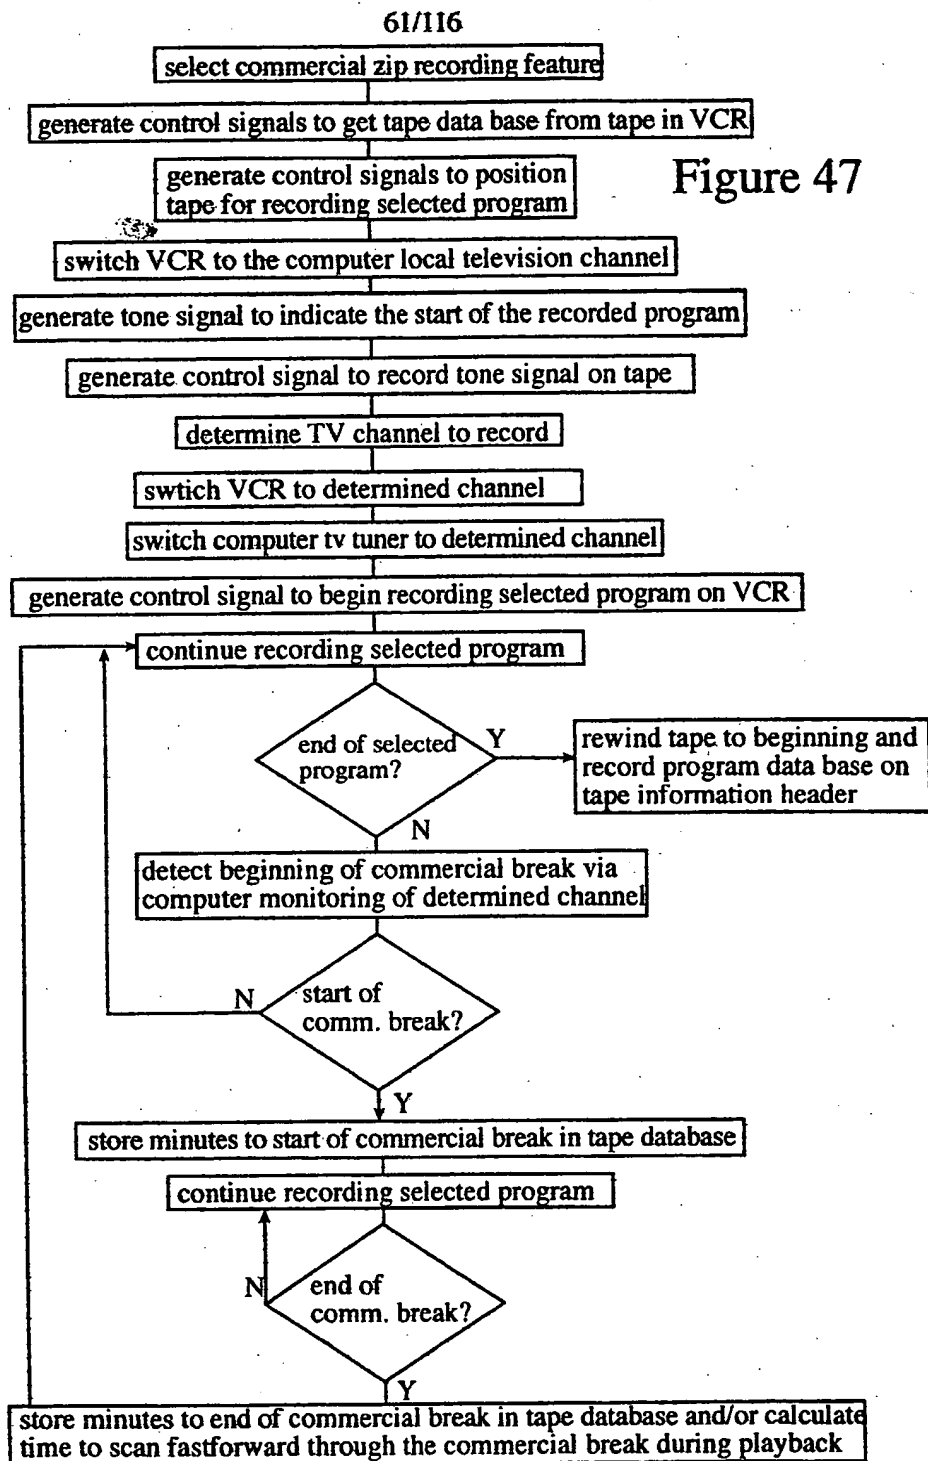 61/116
select commercial zip recording feature
generate control signals to get tape data base from tape in VCR
Figure 47
generate control signals to position
tape for recording selected program
switch VCR to the computer local television channel
generate tone signal to indicate the start of the recorded program
generate control signal to record tone signal on tape
determine TV channel to record
swtich VCR to determined channel
switch computer tv tuner to determined channel
generate control signal to begin recording selected program on VCR
continue recording selected program
end of selected
program?
Y
rewind tape to beginning and
record program data base on
tape information header
N
detect beginning of commercial break via
computer monitoring of determined channel
N
start of
comm. break?
Y
store minutes to start of commercial break in tape database
continue recording selected program
N
end of
comm. break?
Y
store minutes to end of commercial break in tape database and/or calculate
time to scan fastforward through the commercial break during playback